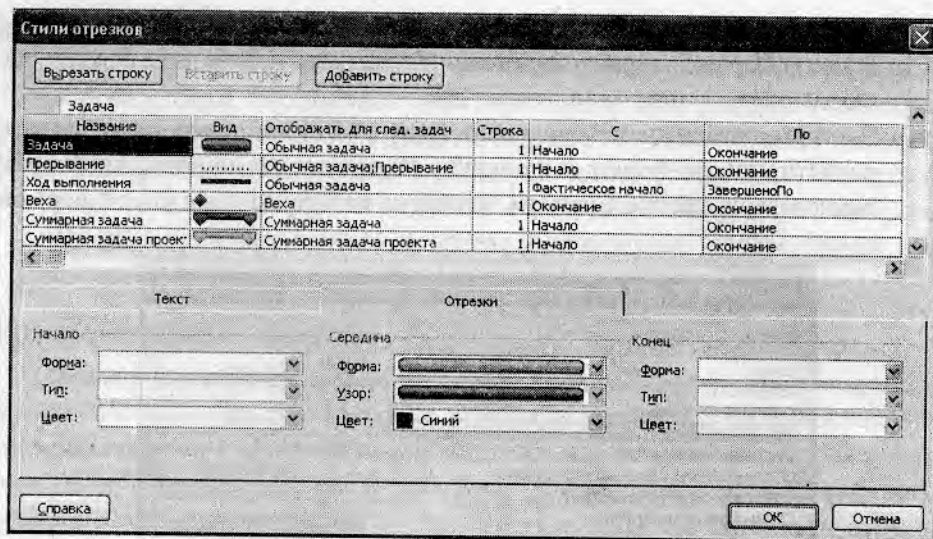 Стили отрезков
Вырезать строку Вставить строку Добавить строку
Задача
Название Вид Отображать для след. задач Строка С По
Задача Обычная задача 1 Начало Окончание
Прерывание Обычная задача;Прерывание 1 Начало Окончание
Ход выполнения Обычная задача 1 Фактическое начало ЗавершеноПо
Веха Веха 1 Окончание Окончание
Суммарная задача Суммарная задача 1 Начало Окончание
Суммарная задача проек Суммарная задача проекта 1 Начало Окончание
Текст Отрезки
Начало Середина Конец
Форма: Форма: Форма:
Тип: Узор: Тип:
Цвет: Цвет: Синий Цвет:
Справка ОК Отмена